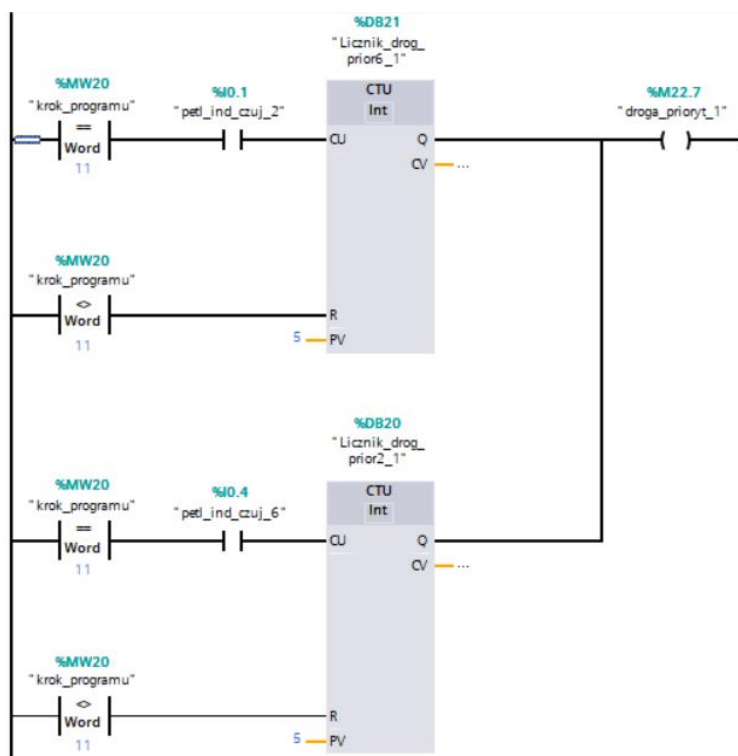 %DB21
"Licznik_drog_
prior6_1"
%MW20
"krok_programu"
==
Word
11
%I0.1
"petl_ind_czuj_2"
CTU
Int
CU
Q
CV
...
%M22.7
"droga_prioryt_1"
( )
%MW20
"krok_programu"
<>
Word
11
R
5
PV
%DB20
"Licznik_drog_
prior2_1"
%MW20
"krok_programu"
==
Word
11
%I0.4
"petl_ind_czuj_6"
CTU
Int
CU
Q
CV
...
%MW20
"krok_programu"
<>
Word
11
R
5
PV